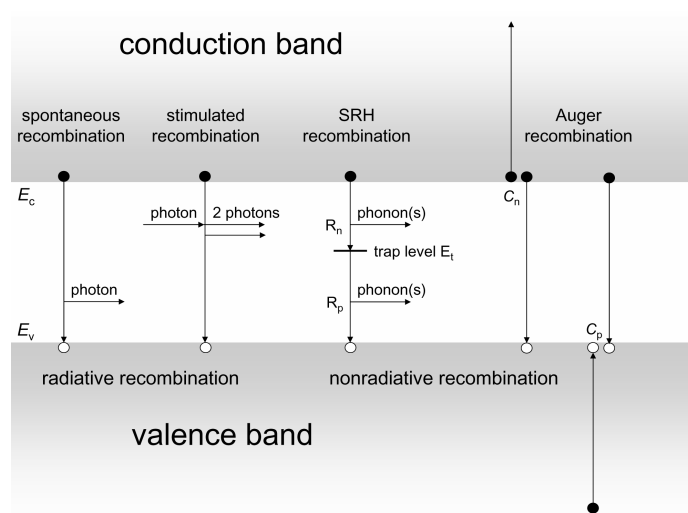 conduction band
spontaneous
recombination
stimulated
recombination
SRH
recombination
Auger
recombination
Ec
Cn
photon
2 photons
Rn
phonon(s)
trap level Et
photon
Rp
phonon(s)
Ev
Cp
radiative recombination
nonradiative recombination
valence band